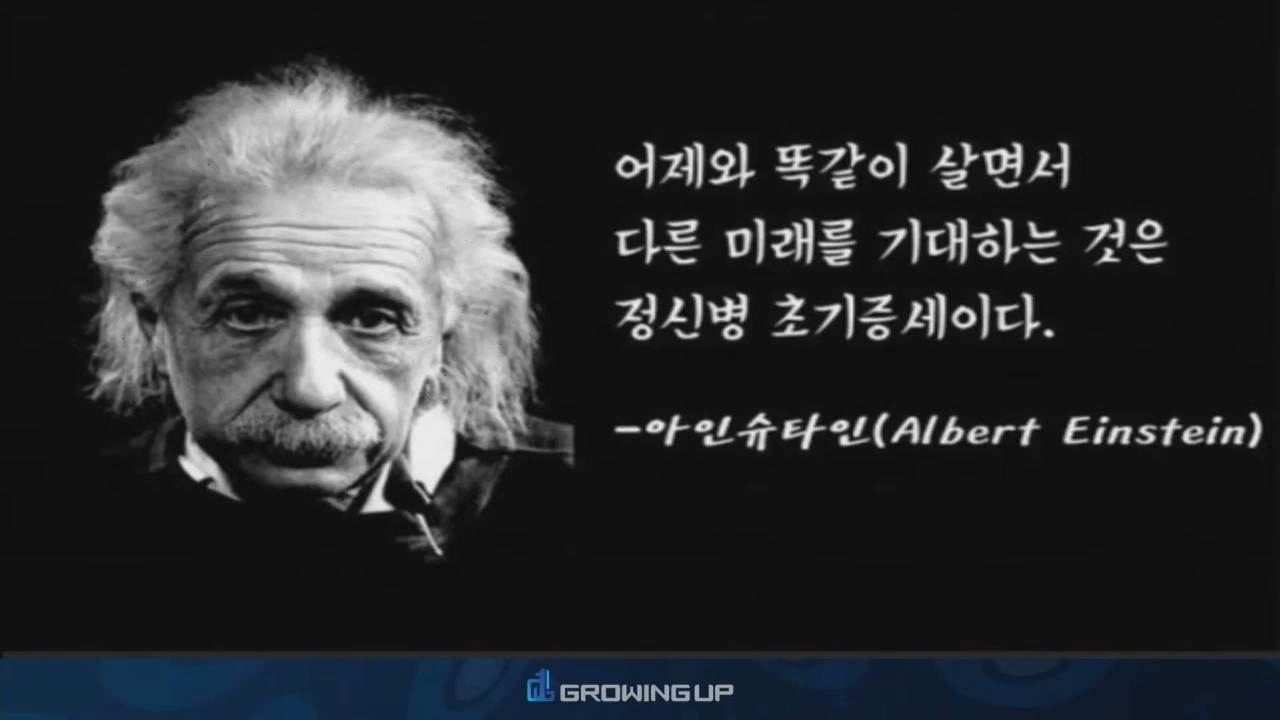 어제와 똑같이 살면서
다른 미래를 기대하는 것은
정신병 초기증세이다.
-아인슈타인(Albert Einstein)
GROWING UP